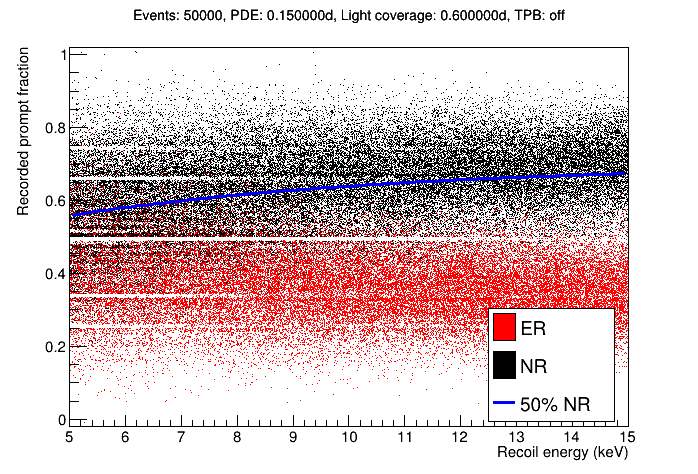 Events: 50000, PDE: 0.150000d, Light coverage: 0.600000d, TPB: off
Recorded prompt fraction
1
0.8
0.6
0.4
0.2
0
ER
NR
50% NR
5 6 7 8 9 10 11 12 13 14 15
Recoil energy (keV)